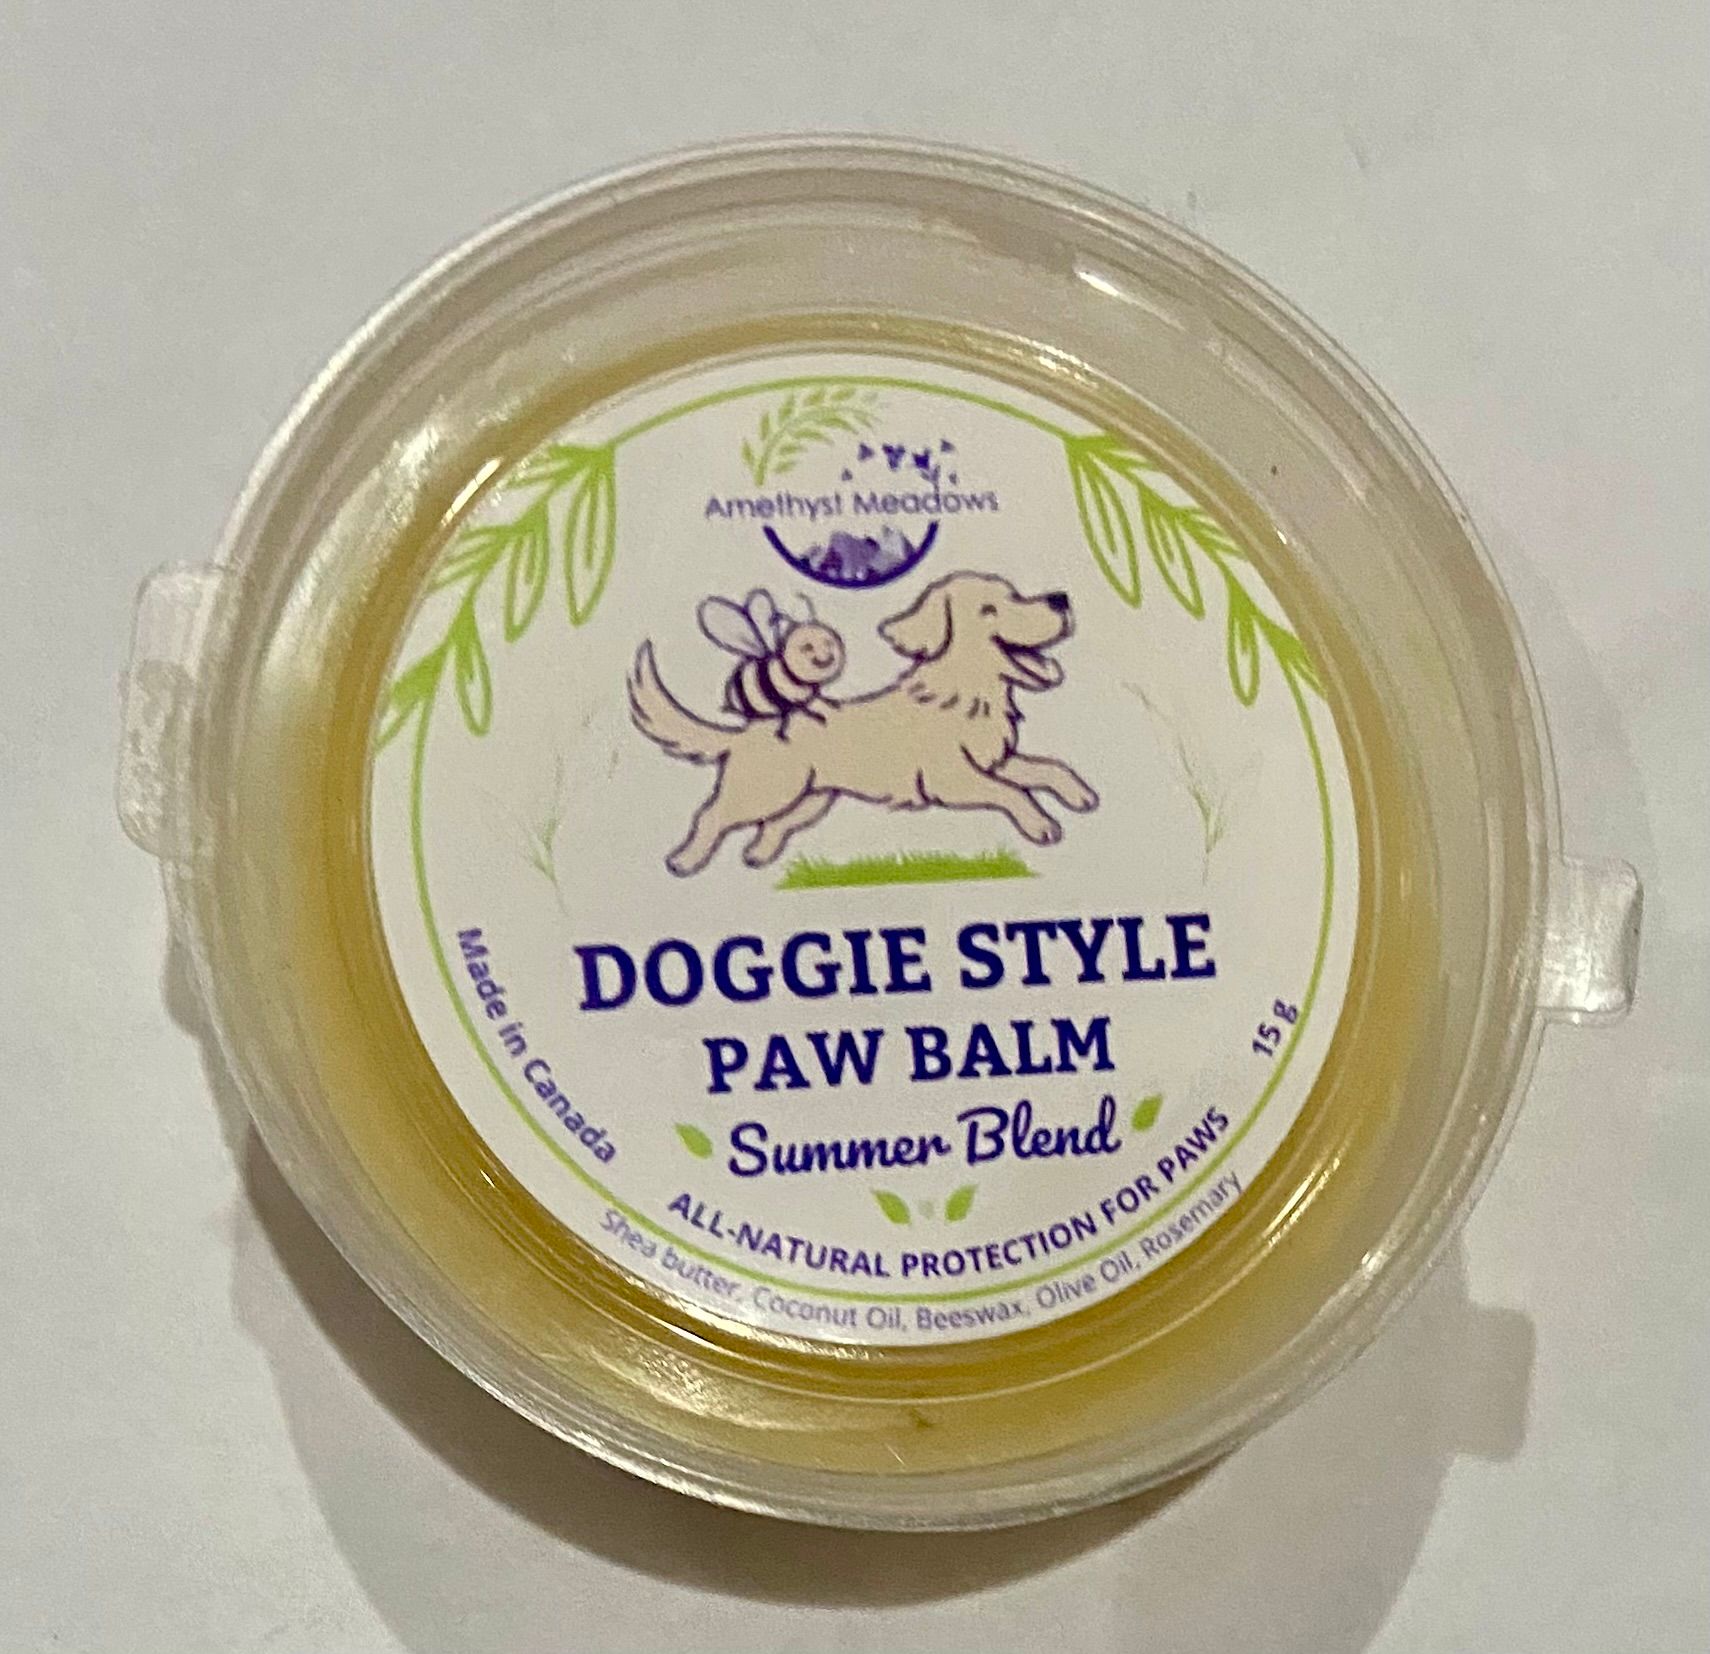 Amethyst Meadows
DOGGIE STYLE
PAW BALM
Summer Blend
Made in Canada
15 g
ALL-NATURAL PROTECTION FOR PAWS
Shea butter, Coconut Oil, Beeswax, Olive Oil, Rosemary